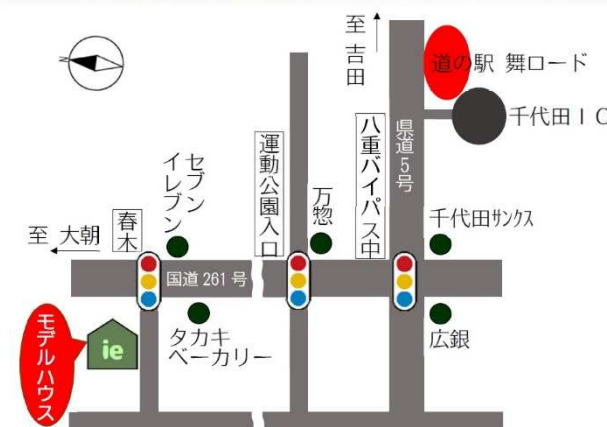 至 吉田
道の駅 舞ロード
千代田ＩＣ
県道5号
八重バイパス中
運動公園入口
万惣
千代田ｻﾝｸｽ
セブン
イレブン
春木
至 大朝
国道261号
タカキ
ベーカリー
広銀
モデルハウス
ie